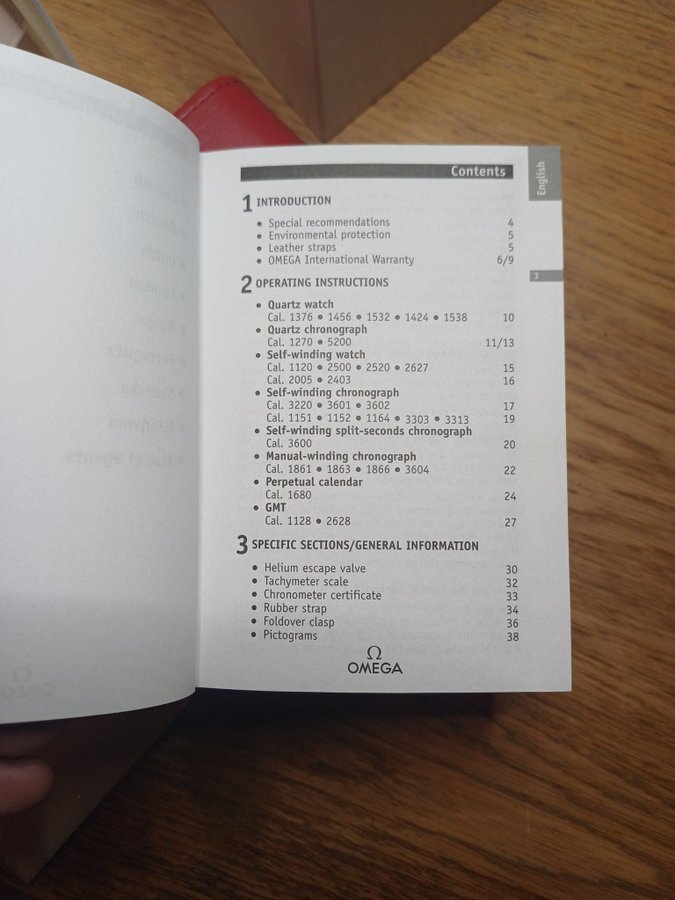 Contents
English
1 INTRODUCTION
• Special recommendations 4
• Environmental protection 5
• Leather straps 5
• OMEGA International Warranty 6/9
3
2 OPERATING INSTRUCTIONS
• Quartz watch
Cal. 1376 • 1456 • 1532 • 1424 • 1538 10
• Quartz chronograph
Cal. 1270 • 5200 11/13
• Self-winding watch
Cal. 1120 • 2500 • 2520 • 2627 15
Cal. 2005 • 2403 16
• Self-winding chronograph
Cal. 3220 • 3601 • 3602 17
Cal. 1151 • 1152 • 1164 • 3303 • 3313 19
• Self-winding split-seconds chronograph
Cal. 3600 20
• Manual-winding chronograph
Cal. 1861 • 1863 • 1866 • 3604 22
• Perpetual calendar
Cal. 1680 24
• GMT
Cal. 1128 • 2628 27
3 SPECIFIC SECTIONS/GENERAL INFORMATION
• Helium escape valve 30
• Tachymeter scale 32
• Chronometer certificate 33
• Rubber strap 34
• Foldover clasp 36
• Pictograms 38
Ω
OMEGA